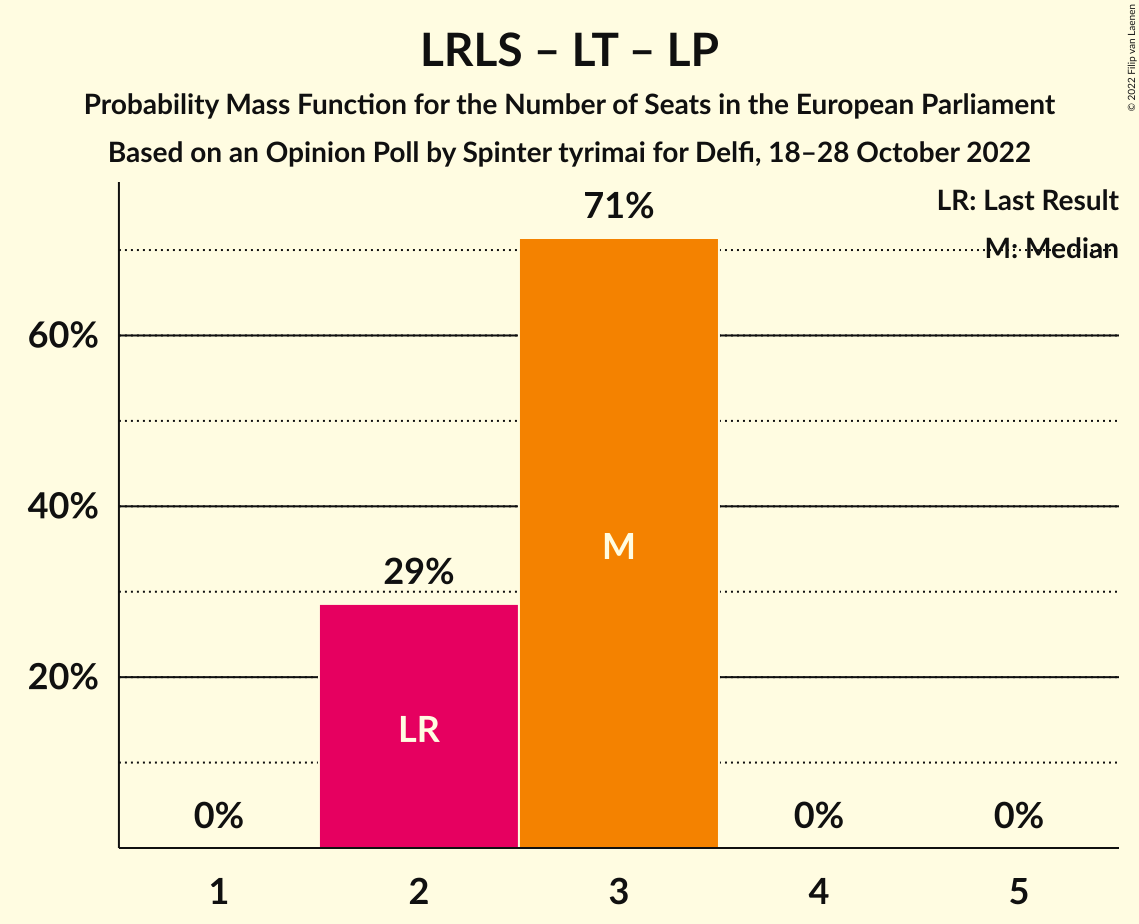 LRLS – LT – LP
Probability Mass Function for the Number of Seats in the European Parliament
Based on an Opinion Poll by Spinter tyrimai for Delfi, 18–28 October 2022
© 2022 Filip van Laenen
LR: Last Result
M: Median
71%
60%
40%
M
29%
20%
LR
0%
0%
0%
1
2
3
4
5